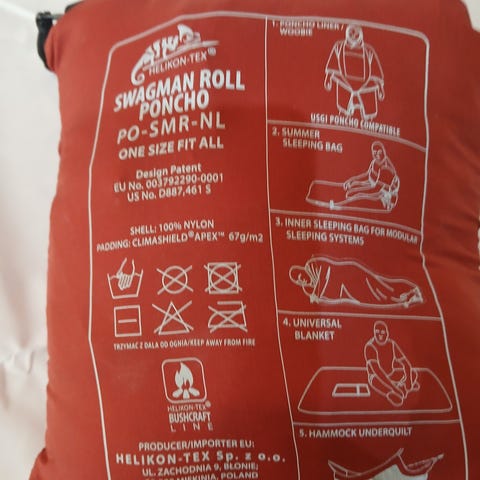 HELIKON-TEX®
SWAGMAN ROLL
PONCHO
PO-SMR-NL
ONE SIZE FIT ALL
Design Patent
EU No. 003792290-0001
US No. D887,461 S
SHELL: 100% NYLON
PADDING: CLIMASHIELD®APEX™ 67g/m2
TRZYMAĆ Z DALA OD OGNIA/KEEP AWAY FROM FIRE
HELIKON-TEX®
BUSHCRAFT
LINE
PRODUCER/IMPORTER EU:
HELIKON-TEX Sp. z o.o.
UL. ZACHODNIA 9, BŁONIE;
MIĘKINIA, POLAND
1. PONCHO LINER /
WOOBIE
USGI PONCHO COMPATIBLE
2. SUMMER
SLEEPING BAG
3. INNER SLEEPING BAG FOR MODULAR
SLEEPING SYSTEMS
4. UNIVERSAL
BLANKET
5. HAMMOCK UNDERQUILT